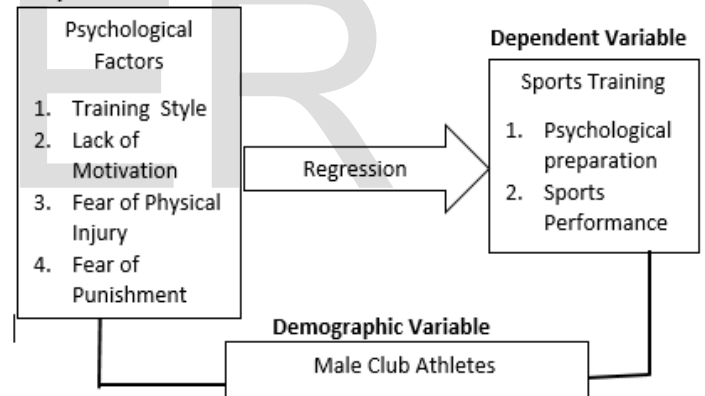 Psychological
Factors
1. Training Style
2. Lack of
Motivation
3. Fear of Physical
Injury
4. Fear of
Punishment
Regression
Dependent Variable
Sports Training
1. Psychological
preparation
2. Sports
Performance
Demographic Variable
Male Club Athletes